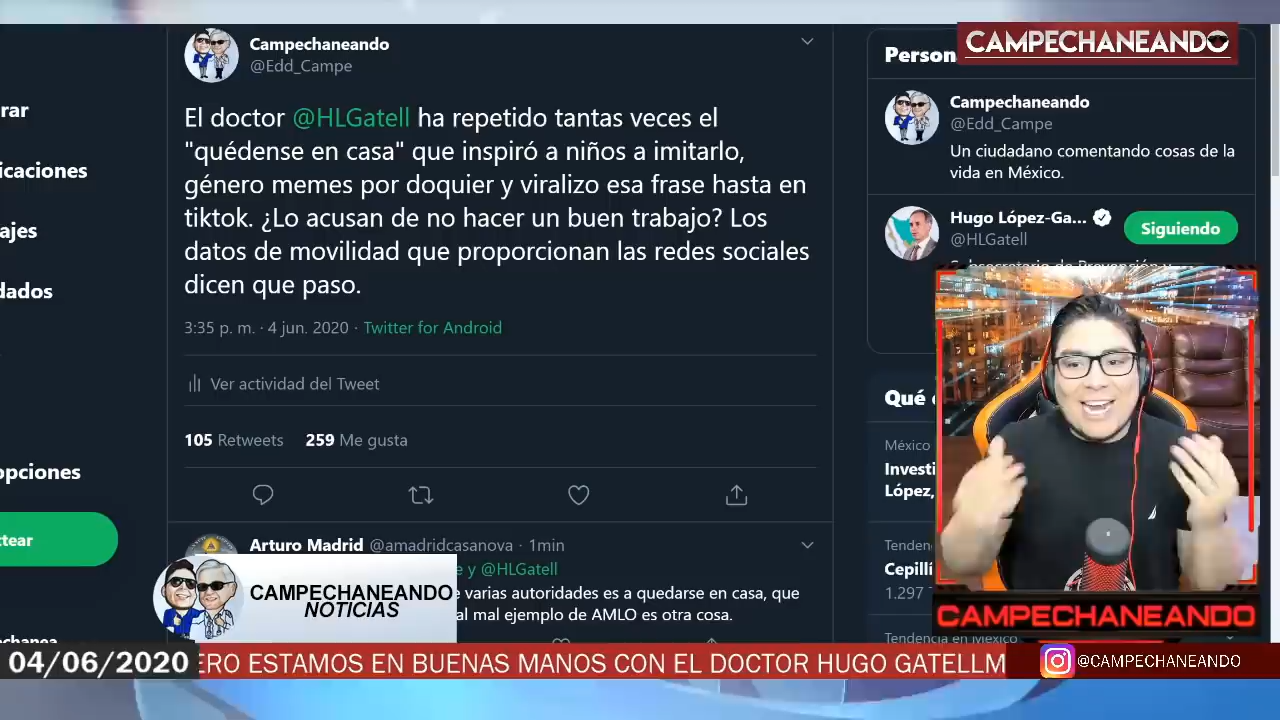 CAMPECHANEANDO
Campechaneando
@Edd_Campe
El doctor @HLGatell ha repetido tantas veces el
"quédense en casa" que inspiró a niños a imitarlo,
género memes por doquier y viralizo esa frase hasta en
tiktok. ¿Lo acusan de no hacer un buen trabajo? Los
datos de movilidad que proporcionan las redes sociales
dicen que paso.
3:35 p. m. · 4 jun. 2020 · Twitter for Android
Ver actividad del Tweet
105 Retweets 259 Me gusta
Arturo Madrid @amadridcasanova · 1min
e y @HLGatell
e varias autoridades es a quedarse en casa, que
al mal ejemplo de AMLO es otra cosa.
rar
icaciones
ajes
dados
opciones
tear
chanea
Person
Campechaneando
@Edd_Campe
Un ciudadano comentando cosas de la
vida en México.
Hugo López-Ga...
@HLGatell
Siguiendo
Subsecretario de Prevención y
Qué
México
Investi
López,
Tenden
Cepillí
1.297
Tendencia en México
CAMPECHANEANDO
CAMPECHANEANDO
NOTICIAS
04/06/2020
ERO ESTAMOS EN BUENAS MANOS CON EL DOCTOR HUGO GATELLM
@CAMPECHANEANDO